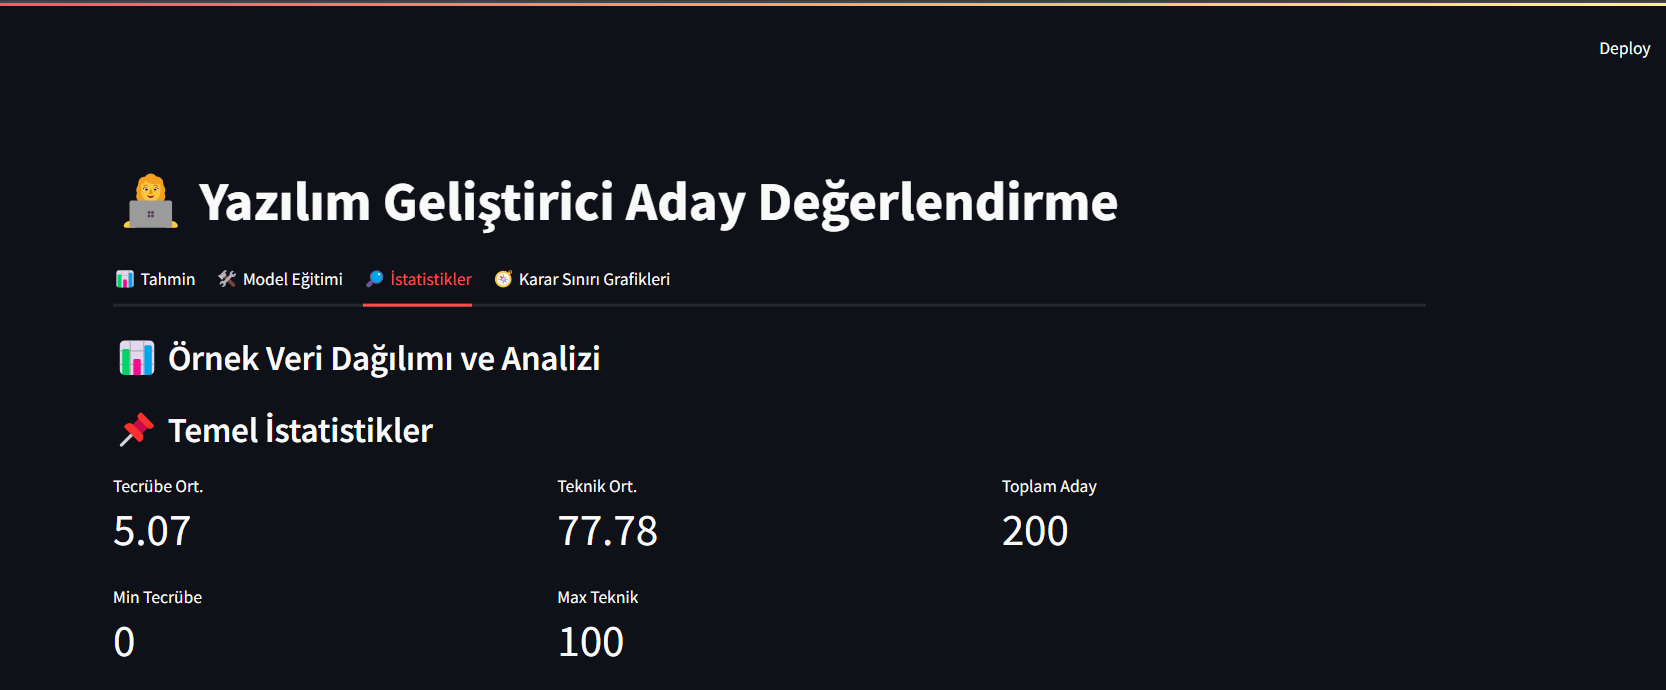 Deploy
Yazılım Geliştirici Aday Değerlendirme
Tahmin Model Eğitimi İstatistikler Karar Sınırı Grafikleri
Örnek Veri Dağılımı ve Analizi
Temel İstatistikler
Tecrübe Ort. Teknik Ort. Toplam Aday
5.07 77.78 200
Min Tecrübe Max Teknik
0 100